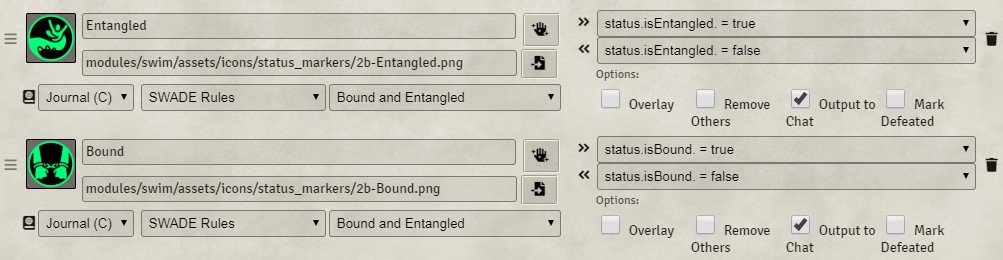 Entangled
status.isEntangled. = true
modules/swim/assets/icons/status_markers/2b-Entangled.png
status.isEntangled. = false
Options:
Journal (C) SWADE Rules Bound and Entangled
Overlay Remove Others Output to Chat Mark Defeated
Bound
status.isBound. = true
modules/swim/assets/icons/status_markers/2b-Bound.png
status.isBound. = false
Options:
Journal (C) SWADE Rules Bound and Entangled
Overlay Remove Others Output to Chat Mark Defeated